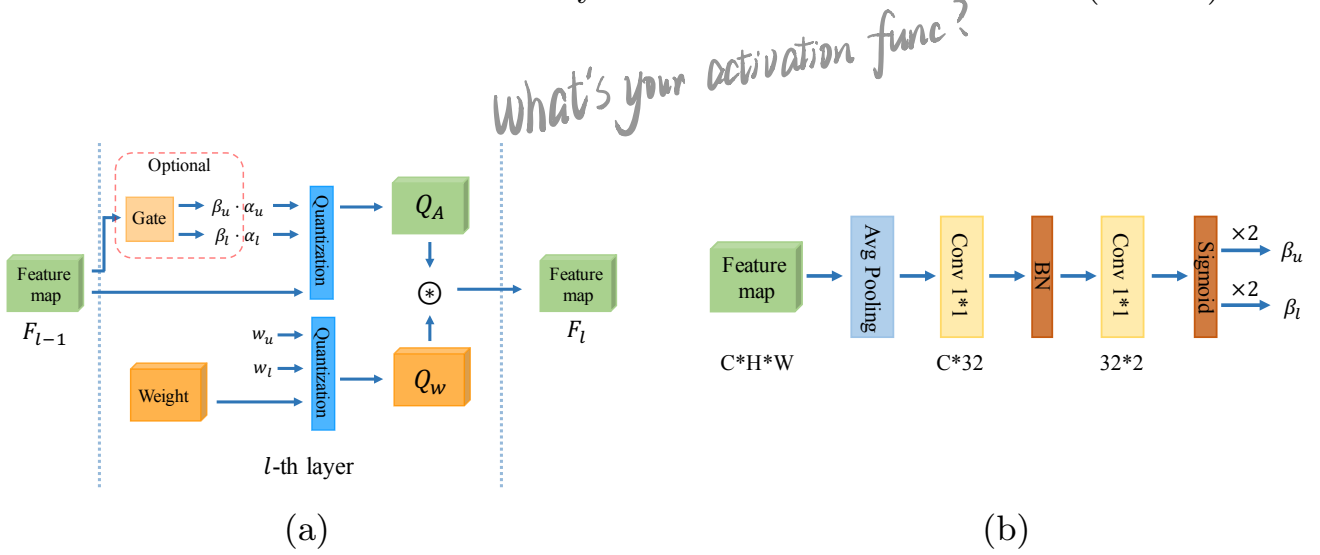 What's your activation func?
Optional
Gate
β_u · α_u
β_l · α_l
Quantization
Q_A
Feature map
F_{l−1}
⊛
Feature map
F_l
w_u
w_l
Weight
Quantization
Q_w
l-th layer
(a)
Feature map
C*H*W
Avg Pooling
Conv 1*1
C*32
BN
Conv 1*1
32*2
Sigmoid
×2
β_u
×2
β_l
(b)